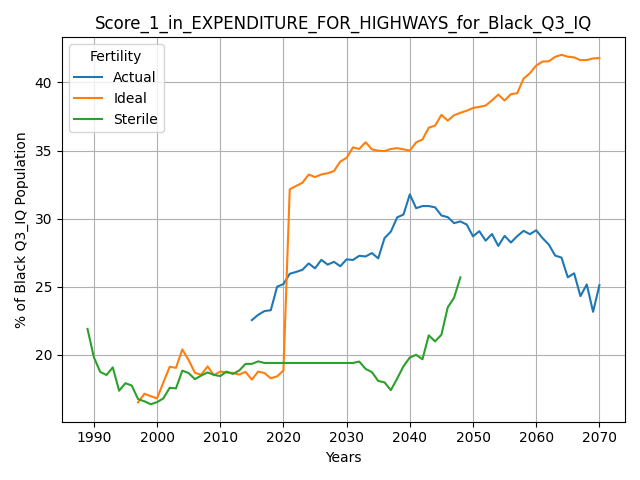 Score_1_in_EXPENDITURE_FOR_HIGHWAYS_for_Black_Q3_IQ
Fertility
Actual
Ideal
Sterile
% of Black Q3_IQ Population
40
35
30
25
20
1990 2000 2010 2020 2030 2040 2050 2060 2070
Years